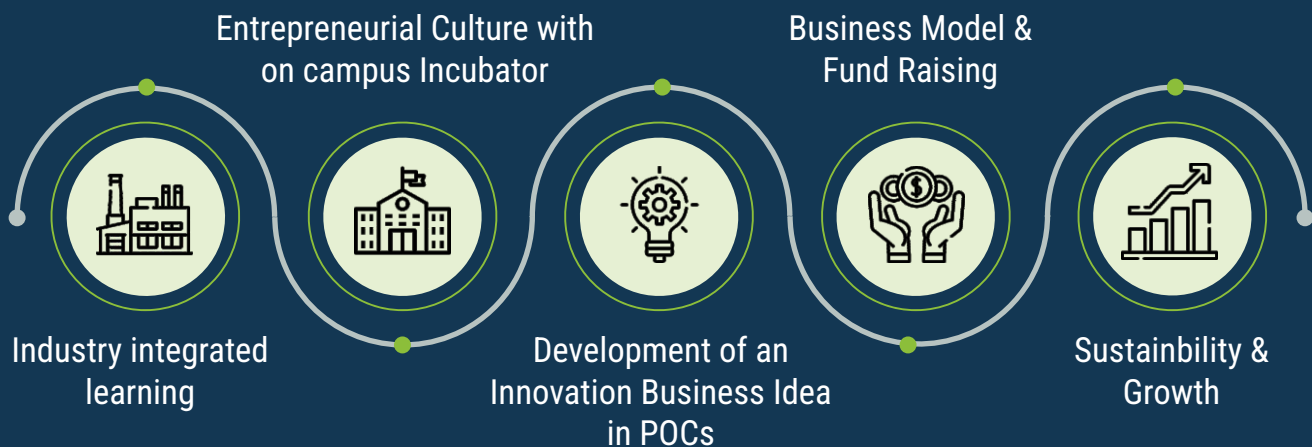 Entrepreneurial Culture with
on campus Incubator
Business Model &
Fund Raising
$
Industry integrated
learning
Development of an
Innovation Business Idea
in POCs
Sustainbility &
Growth